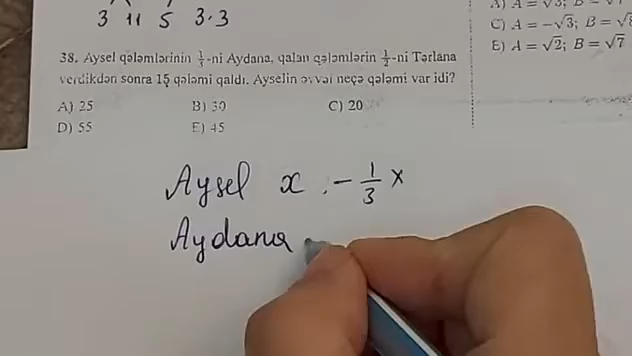 3 11 5 3·3
A) A = √3; B = √
C) A = -√3; B = √
E) A = √2; B = √7
38. Aysel qələmlərinin 1/3-ni Aydana, qalan qələmlərin 1/2-ni Tərlana
verdikdən sonra 15 qələmi qaldı. Ayselin əvvəl neçə qələmi var idi?
A) 25 B) 30 C) 20
D) 55 E) 45
Aysel x - 1/3 x
Aydana